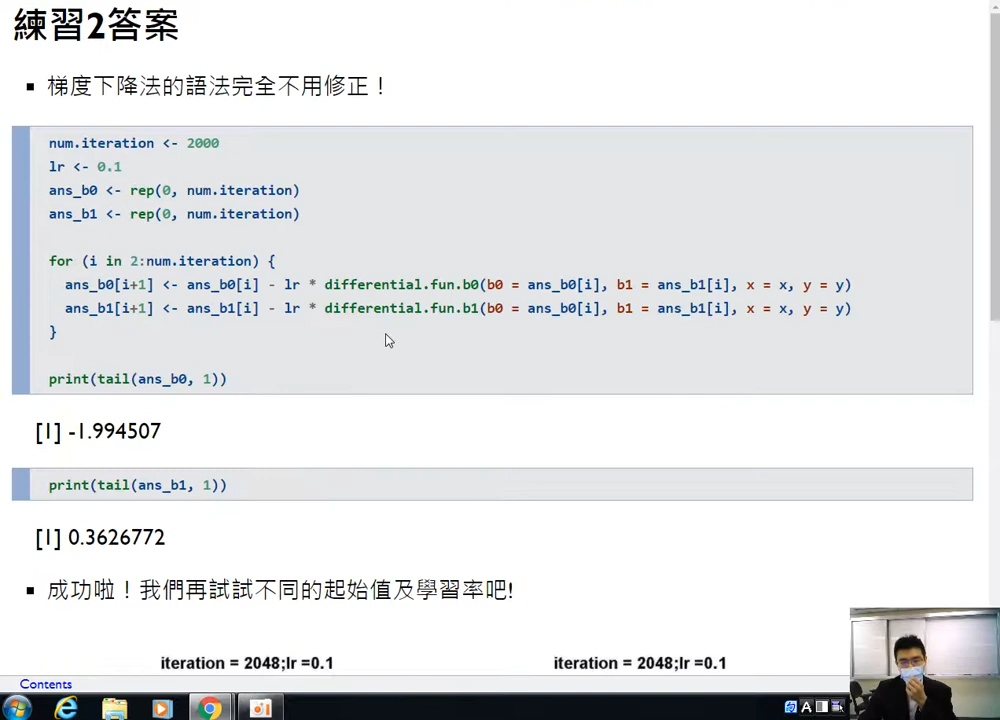 練習2答案
▪ 梯度下降法的語法完全不用修正！
num.iteration <- 2000
lr <- 0.1
ans_b0 <- rep(0, num.iteration)
ans_b1 <- rep(0, num.iteration)
for (i in 2:num.iteration) {
ans_b0[i+1] <- ans_b0[i] - lr * differential.fun.b0(b0 = ans_b0[i], b1 = ans_b1[i], x = x, y = y)
ans_b1[i+1] <- ans_b1[i] - lr * differential.fun.b1(b0 = ans_b0[i], b1 = ans_b1[i], x = x, y = y)
}
print(tail(ans_b0, 1))
[1] -1.994507
print(tail(ans_b1, 1))
[1] 0.3626772
▪ 成功啦！我們再試試不同的起始值及學習率吧!
iteration = 2048;lr =0.1 iteration = 2048;lr =0.1
Contents
A